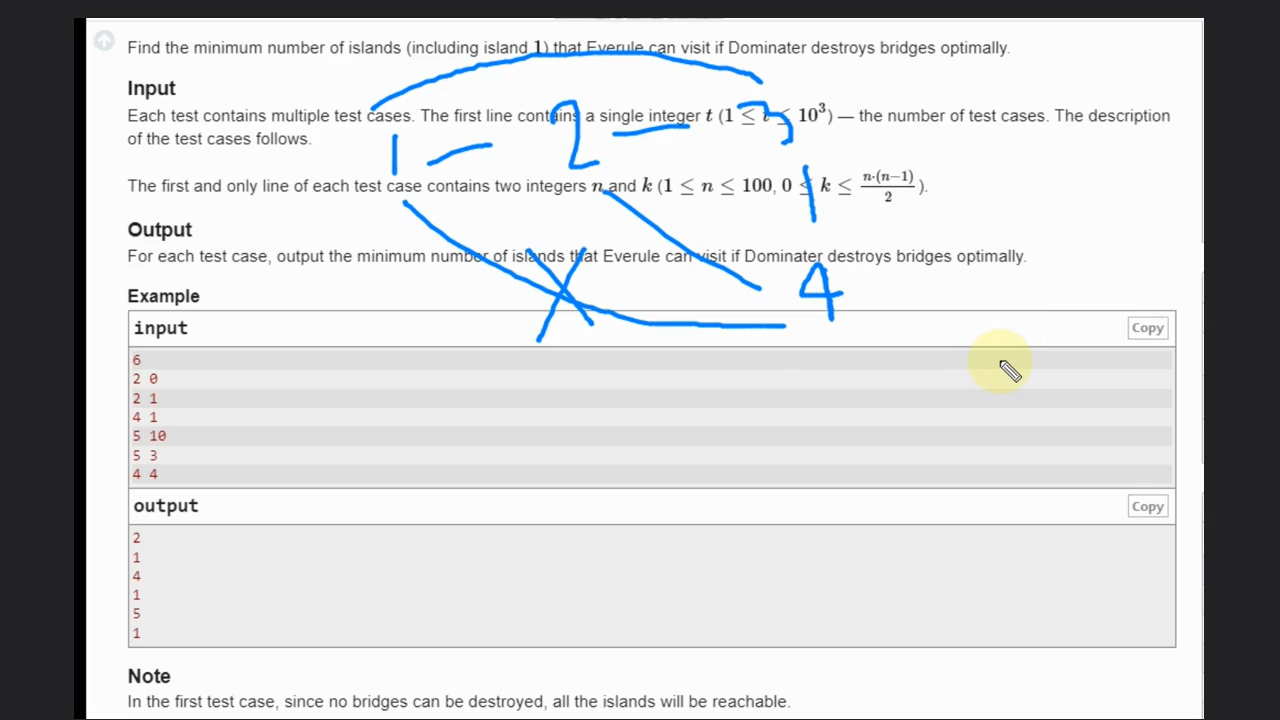 Find the minimum number of islands (including island 1) that Everule can visit if Dominater destroys bridges optimally.
Input
Each test contains multiple test cases. The first line contains a single integer t (1 ≤ t ≤ 10^3) — the number of test cases. The description
of the test cases follows.
1 2 3
The first and only line of each test case contains two integers n and k (1 ≤ n ≤ 100, 0 ≤ k ≤ n·(n−1)/2).
Output
For each test case, output the minimum number of islands that Everule can visit if Dominater destroys bridges optimally.
4
Example
input
Copy
6
2 0
2 1
4 1
5 10
5 3
4 4
output
Copy
2
1
4
1
5
1
Note
In the first test case, since no bridges can be destroyed, all the islands will be reachable.